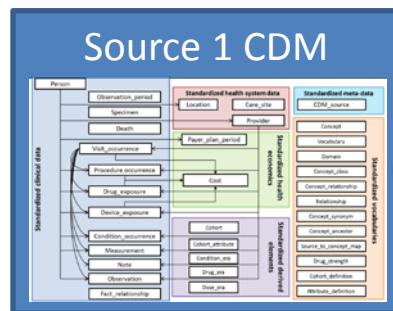 Source 1 CDM
Person
Standardized clinical data
Observation_period
Specimen
Death
Visit_occurrence
Procedure_occurrence
Drug_exposure
Device_exposure
Condition_occurrence
Measurement
Note
Observation
Fact_relationship
Standardized health system data
Location
Care_site
Provider
Payer_plan_period
Cost
Standardized health economics
Cohort
Cohort_attribute
Condition_era
Drug_era
Dose_era
Standardized derived elements
Standardized meta-data
CDM_source
Concept
Vocabulary
Domain
Concept_class
Concept_relationship
Relationship
Concept_synonym
Concept_ancestor
Source_to_concept_map
Drug_strength
Cohort_definition
Attribute_definition
Standardized vocabularies